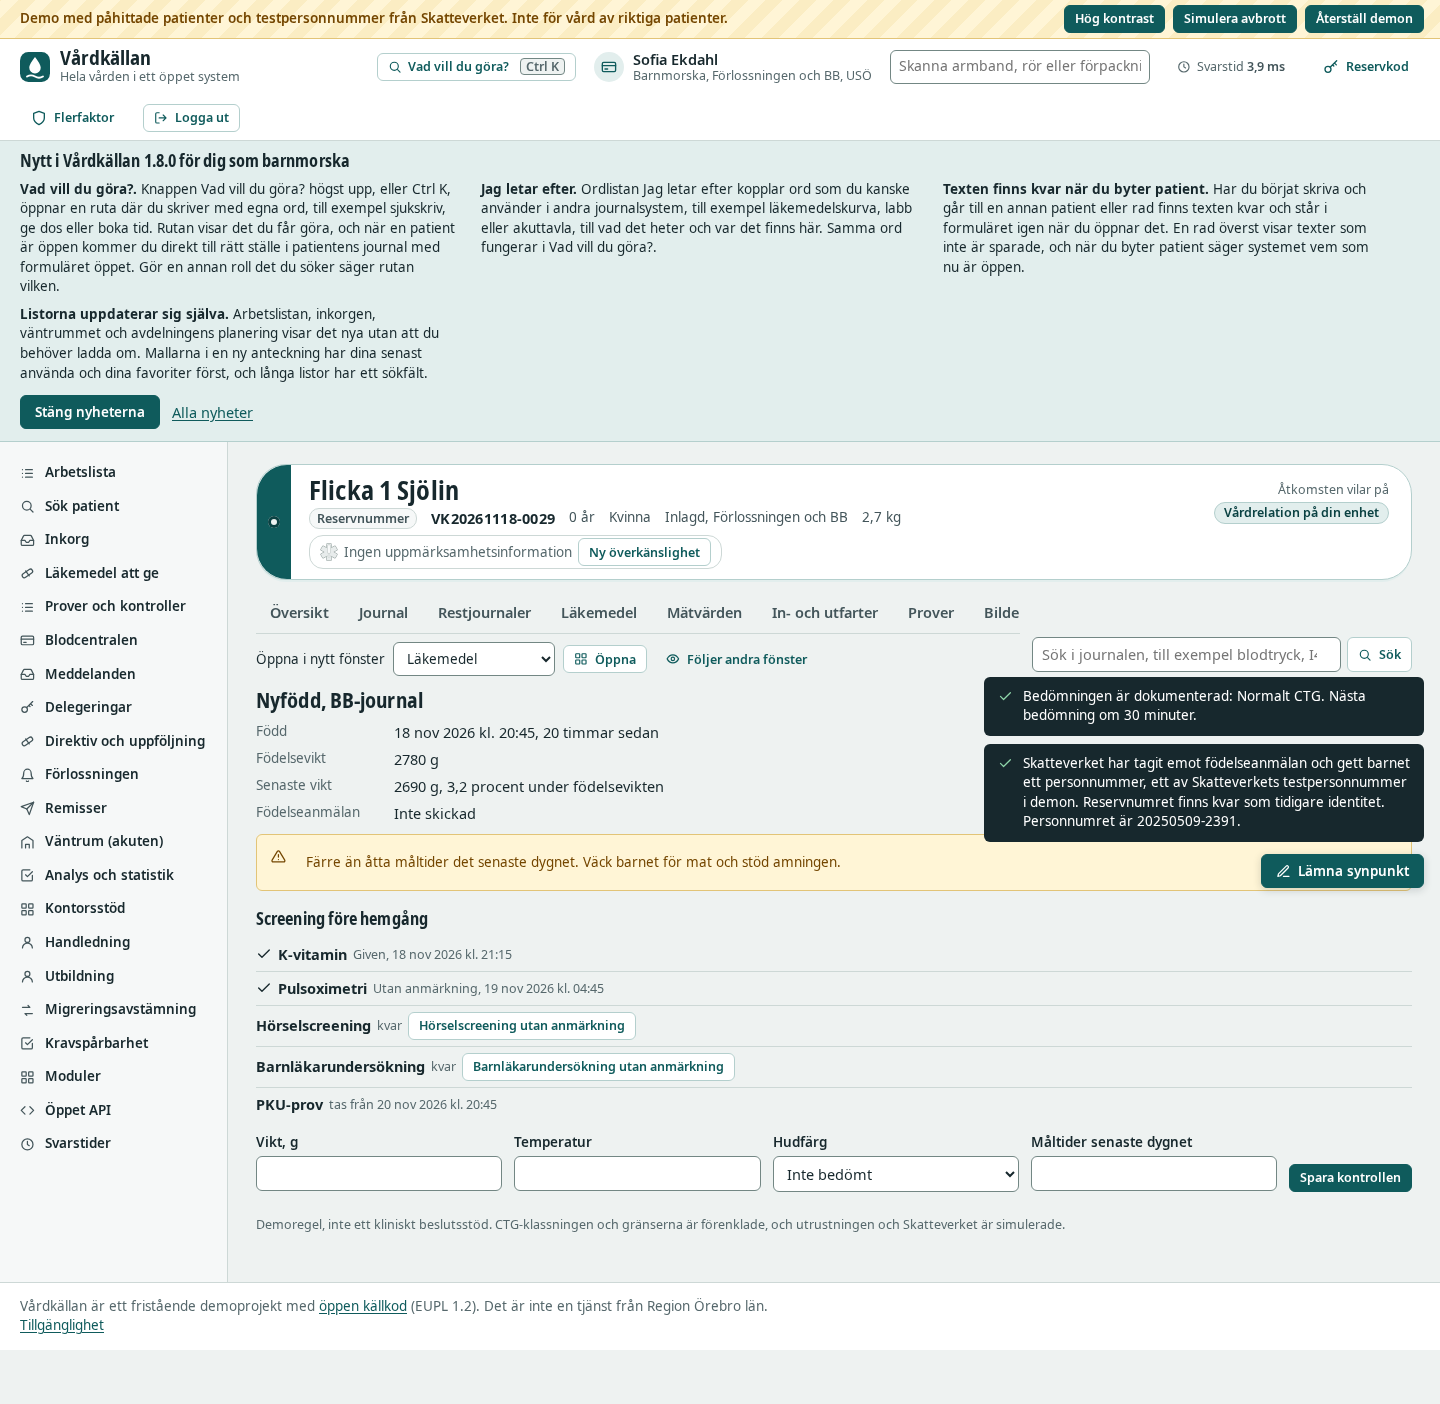 Demo med påhittade patienter och testpersonnummer från Skatteverket. Inte för vård av riktiga patienter.
Hög kontrast
Simulera avbrott
Återställ demon
Vårdkällan
Hela vården i ett öppet system
Vad vill du göra? Ctrl K
Sofia Ekdahl
Barnmorska, Förlossningen och BB, USÖ
Skanna armband, rör eller förpackni
Svarstid 3,9 ms
Reservkod
Flerfaktor
Logga ut
Nytt i Vårdkällan 1.8.0 för dig som barnmorska
Vad vill du göra?. Knappen Vad vill du göra? högst upp, eller Ctrl K,
öppnar en ruta där du skriver med egna ord, till exempel sjukskriv,
ge dos eller boka tid. Rutan visar det du får göra, och när en patient
är öppen kommer du direkt till rätt ställe i patientens journal med
formuläret öppet. Gör en annan roll det du söker säger rutan
vilken.
Jag letar efter. Ordlistan Jag letar efter kopplar ord som du kanske
använder i andra journalsystem, till exempel läkemedelskurva, labb
eller akuttavla, till vad det heter och var det finns här. Samma ord
fungerar i Vad vill du göra?.
Texten finns kvar när du byter patient. Har du börjat skriva och
går till en annan patient eller rad finns texten kvar och står i
formuläret igen när du öppnar det. En rad överst visar texter som
inte är sparade, och när du byter patient säger systemet vem som
nu är öppen.
Listorna uppdaterar sig själva. Arbetslistan, inkorgen,
väntrummet och avdelningens planering visar det nya utan att du
behöver ladda om. Mallarna i en ny anteckning har dina senast
använda och dina favoriter först, och långa listor har ett sökfält.
Stäng nyheterna
Alla nyheter
Arbetslista
Sök patient
Inkorg
Läkemedel att ge
Prover och kontroller
Blodcentralen
Meddelanden
Delegeringar
Direktiv och uppföljning
Förlossningen
Remisser
Väntrum (akuten)
Analys och statistik
Kontorsstöd
Handledning
Utbildning
Migreringsavstämning
Kravspårbarhet
Moduler
Öppet API
Svarstider
Flicka 1 Sjölin
Reservnummer VK20261118-0029 0 år Kvinna Inlagd, Förlossningen och BB 2,7 kg
Ingen uppmärksamhetsinformation Ny överkänslighet
Åtkomsten vilar på
Vårdrelation på din enhet
Översikt Journal Restjournaler Läkemedel Mätvärden In- och utfarter Prover Bilde
Öppna i nytt fönster Läkemedel Öppna Följer andra fönster
Sök i journalen, till exempel blodtryck, I4 Sök
Nyfödd, BB-journal
Född 18 nov 2026 kl. 20:45, 20 timmar sedan
Födelsevikt 2780 g
Senaste vikt 2690 g, 3,2 procent under födelsevikten
Födelseanmälan Inte skickad
Bedömningen är dokumenterad: Normalt CTG. Nästa
bedömning om 30 minuter.
Skatteverket har tagit emot födelseanmälan och gett barnet
ett personnummer, ett av Skatteverkets testpersonnummer
i demon. Reservnumret finns kvar som tidigare identitet.
Personnumret är 20250509-2391.
Färre än åtta måltider det senaste dygnet. Väck barnet för mat och stöd amningen.
Lämna synpunkt
Screening före hemgång
K-vitamin Given, 18 nov 2026 kl. 21:15
Pulsoximetri Utan anmärkning, 19 nov 2026 kl. 04:45
Hörselscreening kvar Hörselscreening utan anmärkning
Barnläkarundersökning kvar Barnläkarundersökning utan anmärkning
PKU-prov tas från 20 nov 2026 kl. 20:45
Vikt, g Temperatur Hudfärg Måltider senaste dygnet
Inte bedömt
Spara kontrollen
Demoregel, inte ett kliniskt beslutsstöd. CTG-klassningen och gränserna är förenklade, och utrustningen och Skatteverket är simulerade.
Vårdkällan är ett fristående demoprojekt med öppen källkod (EUPL 1.2). Det är inte en tjänst från Region Örebro län.
Tillgänglighet